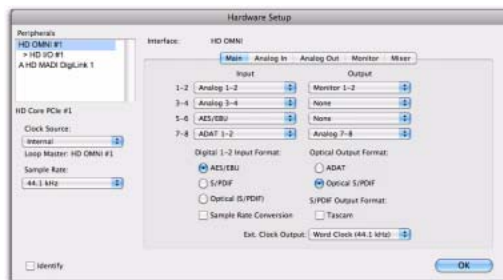 Hardware Setup
Peripherals
HD OMNI #1
> HD I/O #1
A HD MADI DigiLink 1
HD Core PCIe #1
Clock Source:
Internal
Loop Master: HD OMNI #1
Sample Rate:
44.1 kHz
Identify
Interface: HD OMNI
Main Analog In Analog Out Monitor Mixer
Input Output
1-2 Analog 1-2 Monitor 1-2
3-4 Analog 3-4 None
5-6 AES/EBU None
7-8 ADAT 1-2 Analog 7-8
Digital 1-2 Input Format: Optical Output Format:
AES/EBU ADAT
S/PDIF Optical S/PDIF
Optical (S/PDIF) S/PDIF Output Format:
Sample Rate Conversion Tascam
Ext. Clock Output: Word Clock (44.1 kHz)
OK